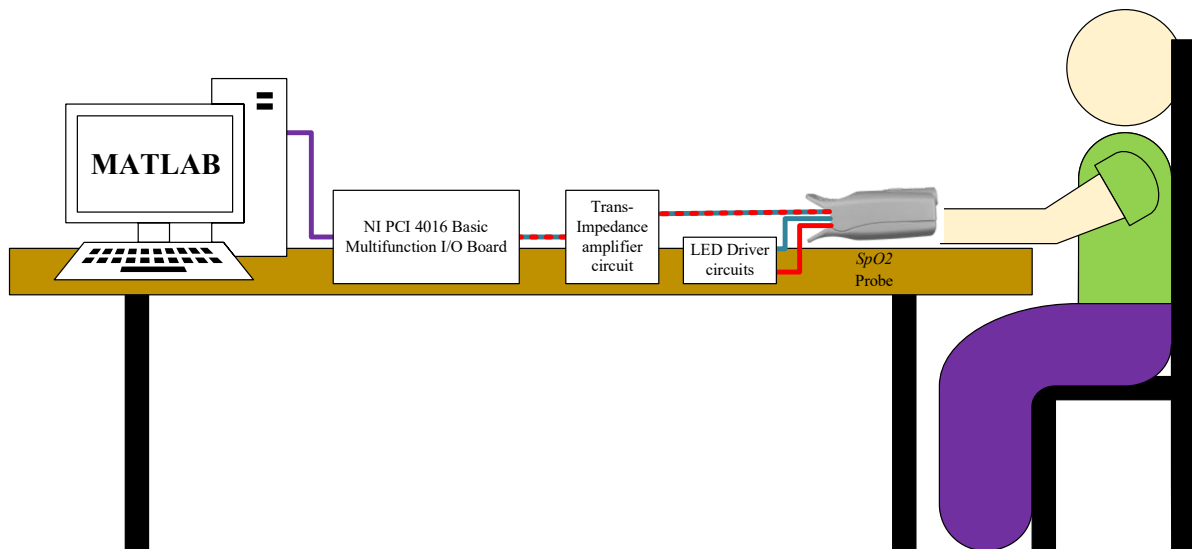 MATLAB
NI PCI 4016 Basic
Multifunction I/O Board
Trans-
Impedance
amplifier
circuit
LED Driver
circuits
SpO2
Probe